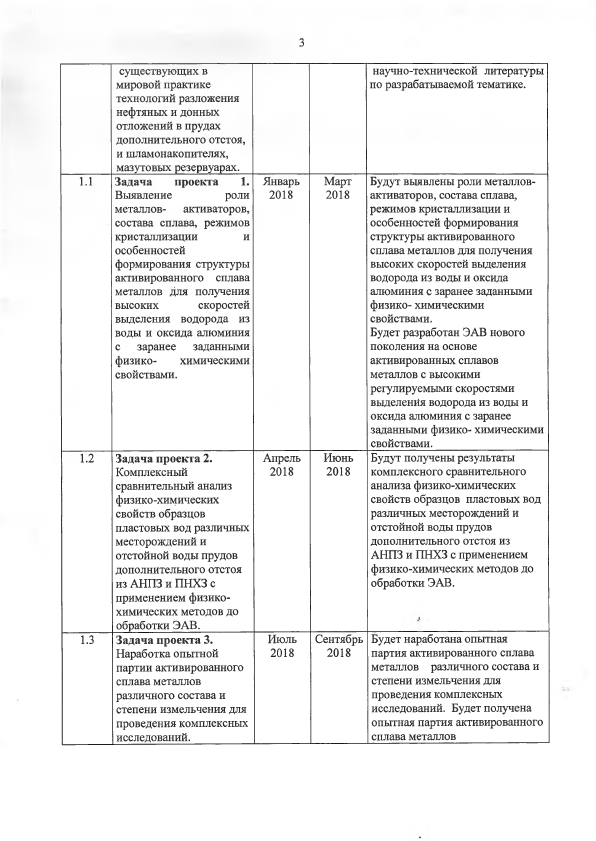 3
существующих в
мировой практике
технологий разложения
нефтяных и донных
отложений в прудах
дополнительного отстоя,
и шламонакопителях,
мазутовых резервуарах.
научно-технической литературы
по разрабатываемой тематике.
1.1
Задача проекта 1.
Выявление роли
металлов- активаторов,
состава сплава, режимов
кристаллизации и
особенностей
формирования структуры
активированного сплава
металлов для получения
высоких скоростей
выделения водорода из
воды и оксида алюминия
с заранее заданными
физико- химическими
свойствами.
Январь
2018
Март
2018
Будут выявлены роли металлов-
активаторов, состава сплава,
режимов кристаллизации и
особенностей формирования
структуры активированного
сплава металлов для получения
высоких скоростей выделения
водорода из воды и оксида
алюминия с заранее заданными
физико- химическими
свойствами.
Будет разработан ЭАВ нового
поколения на основе
активированных сплавов
металлов с высокими
регулируемыми скоростями
выделения водорода из воды и
оксида алюминия с заранее
заданными физико- химическими
свойствами.
1.2
Задача проекта 2.
Комплексный
сравнительный анализ
физико-химических
свойств образцов
пластовых вод различных
месторождений и
отстойной воды прудов
дополнительного отстоя
из АНПЗ и ПНХЗ с
применением физико-
химических методов до
обработки ЭАВ.
Апрель
2018
Июнь
2018
Будут получены результаты
комплексного сравнительного
анализа физико-химических
свойств образцов пластовых вод
различных месторождений и
отстойной воды прудов
дополнительного отстоя из
АНПЗ и ПНХЗ с применением
физико-химических методов до
обработки ЭАВ.
1.3
Задача проекта 3.
Наработка опытной
партии активированного
сплава металлов
различного состава и
степени измельчения для
проведения комплексных
исследований.
Июль
2018
Сентябрь
2018
Будет наработана опытная
партия активированного сплава
металлов различного состава и
степени измельчения для
проведения комплексных
исследований. Будет получена
опытная партия активированного
сплава металлов